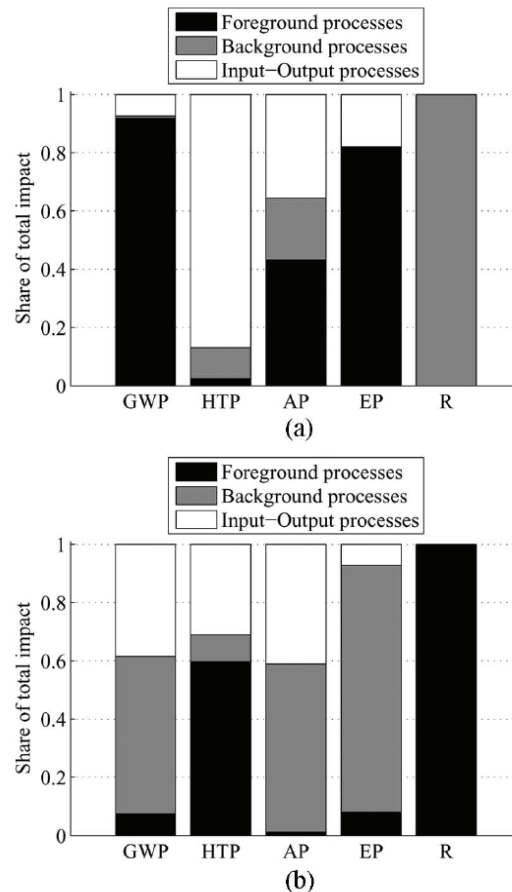 Foreground processes
Background processes
Input-Output processes
1
0.8
0.6
0.4
0.2
0
Share of total impact
GWP HTP AP EP R
(a)
Foreground processes
Background processes
Input-Output processes
1
0.8
0.6
0.4
0.2
0
Share of total impact
GWP HTP AP EP R
(b)